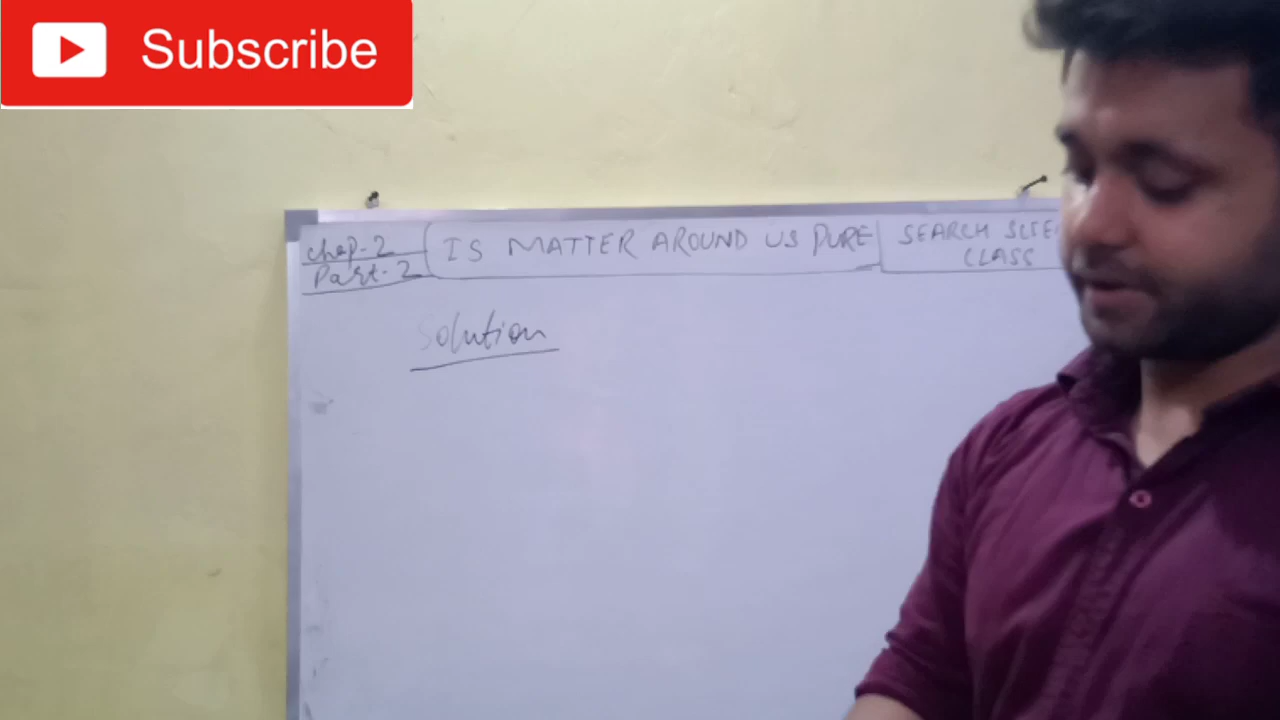 Subscribe
Chap-2
Part-2
IS MATTER AROUND US PURE
SEARCH
CLASS
Solution